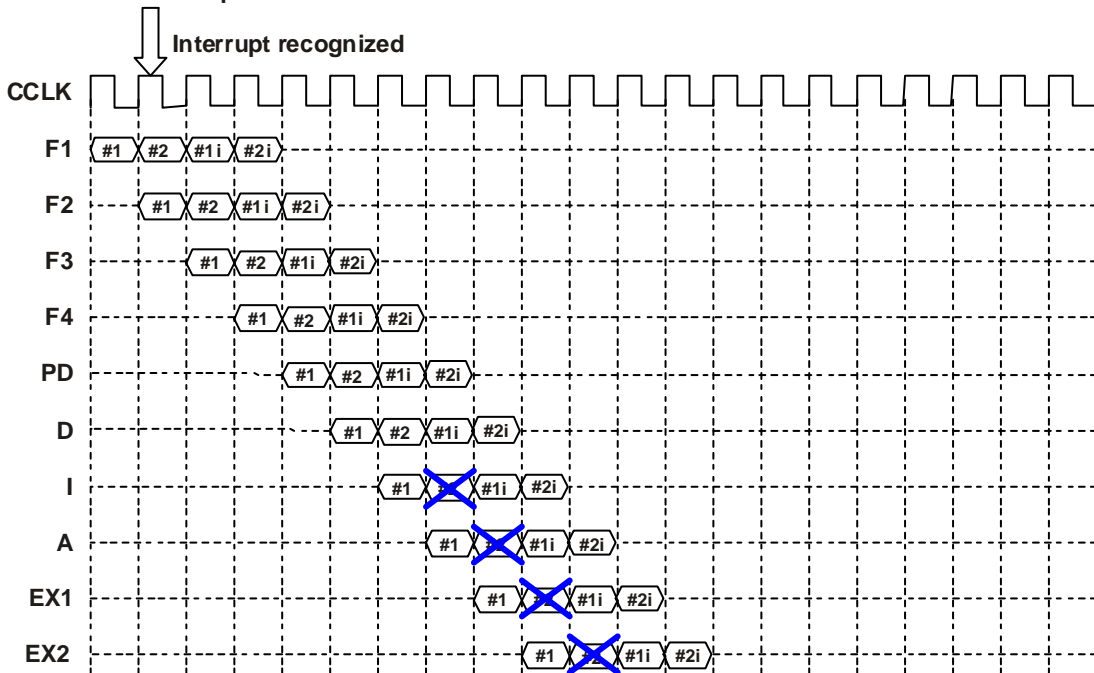 Interrupt recognized
CCLK
F1 #1 #2 #1i #2i
F2 #1 #2 #1i #2i
F3 #1 #2 #1i #2i
F4 #1 #2 #1i #2i
PD #1 #2 #1i #2i
D #1 #2 #1i #2i
I #1 #1i #2i
A #1 #1i #2i
EX1 #1 #1i #2i
EX2 #1 #1i #2i